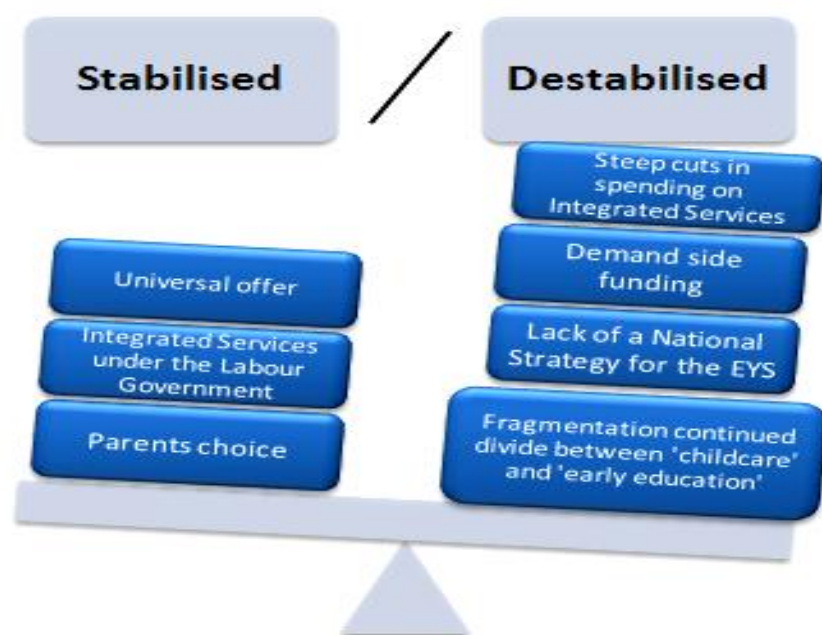 Stabilised
/
Destabilised
Universal offer
Integrated Services
under the Labour
Government
Parents choice
Steep cuts in
spending on
Integrated Services
Demand side
funding
Lack of a National
Strategy for the EYS
Fragmentation continued
divide between 'childcare'
and 'early education'